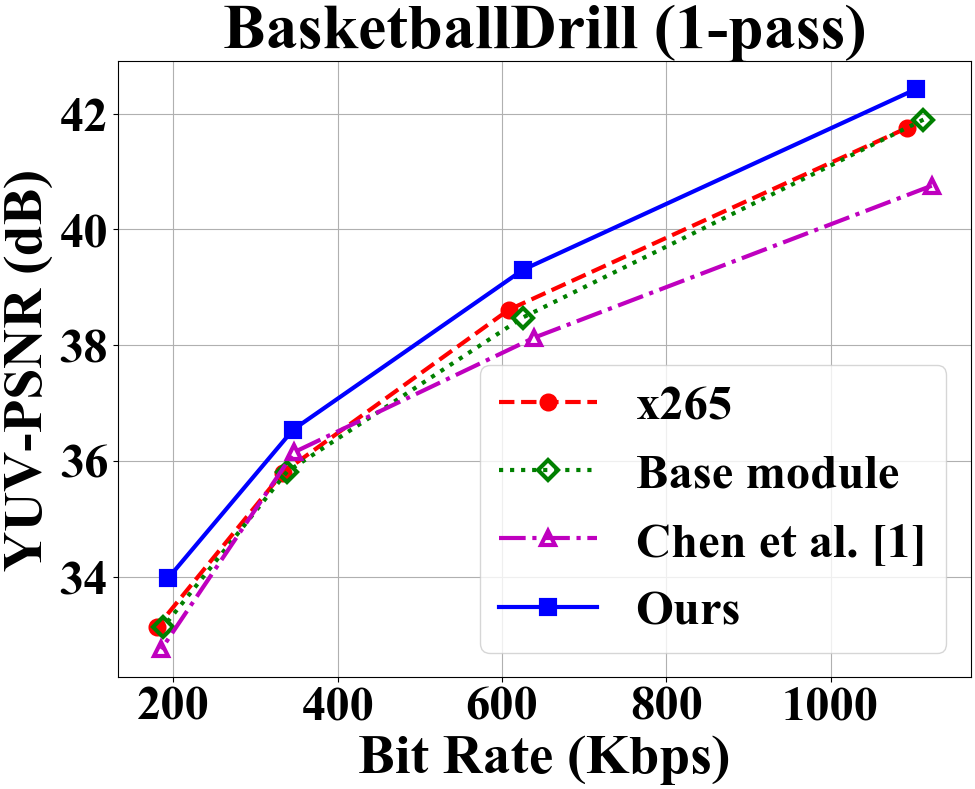 BasketballDrill (1-pass)
YUV-PSNR (dB)
42
40
38
36
34
x265
Base module
Chen et al. [1]
Ours
200 400 600 800 1000
Bit Rate (Kbps)